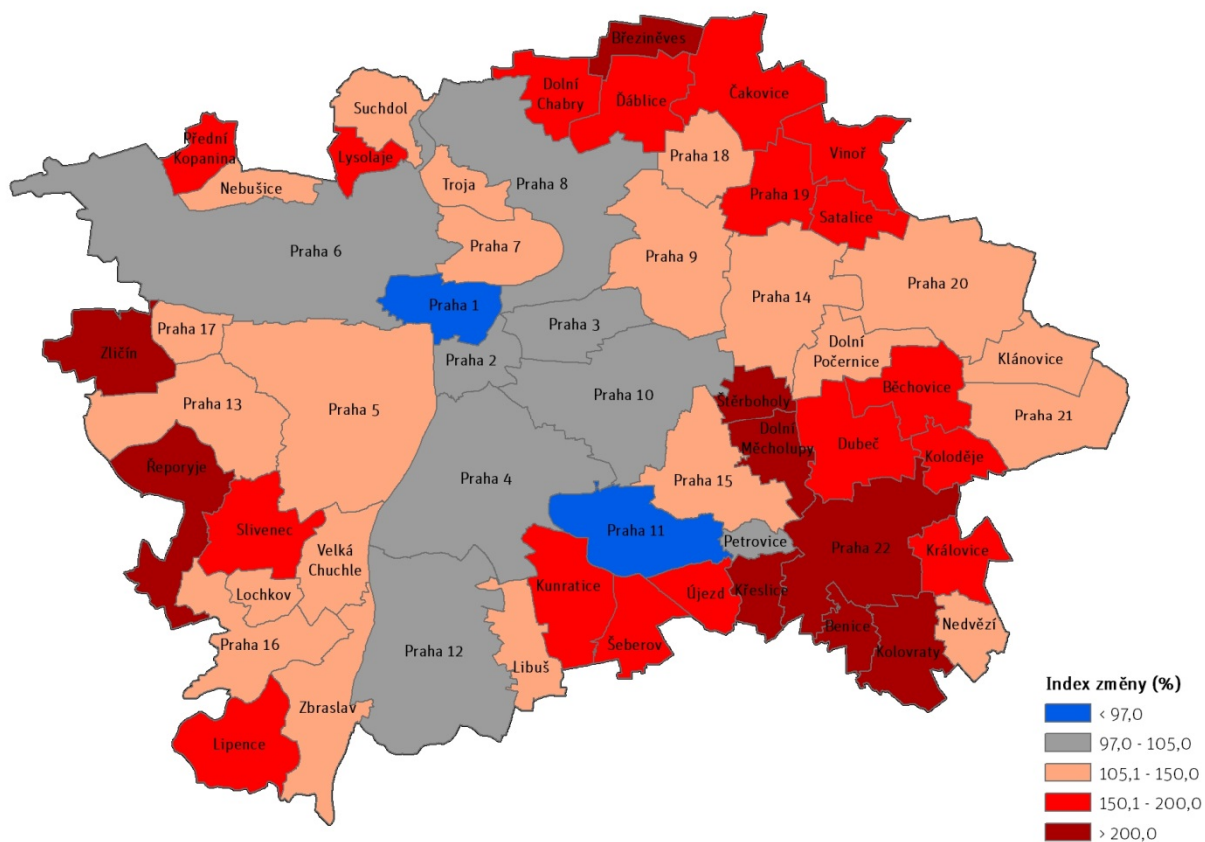 Březiněves
Dolní
Chabry
Ďáblice
Čakovice
Suchdol
Přední
Kopanina
Lysolaje
Praha 18
Vinoř
Nebušice
Troja
Praha 8
Praha 19
Satalice
Praha 6
Praha 7
Praha 9
Praha 20
Praha 14
Praha 1
Praha 3
Praha 17
Zličín
Praha 2
Dolní
Počernice
Klánovice
Běchovice
Praha 13
Praha 5
Praha 10
Štěrboholy
Praha 21
Dolní
Měcholupy
Dubeč
Koloděje
Řeporyje
Praha 4
Praha 15
Slivenec
Praha 11
Petrovice
Praha 22
Královice
Velká
Chuchle
Kunratice
Újezd
Křeslice
Lochkov
Benice
Nedvězí
Praha 16
Praha 12
Šeberov
Kolovraty
Libuš
Zbraslav
Lipence
Index změny (%)
< 97,0
97,0 - 105,0
105,1 - 150,0
150,1 - 200,0
> 200,0